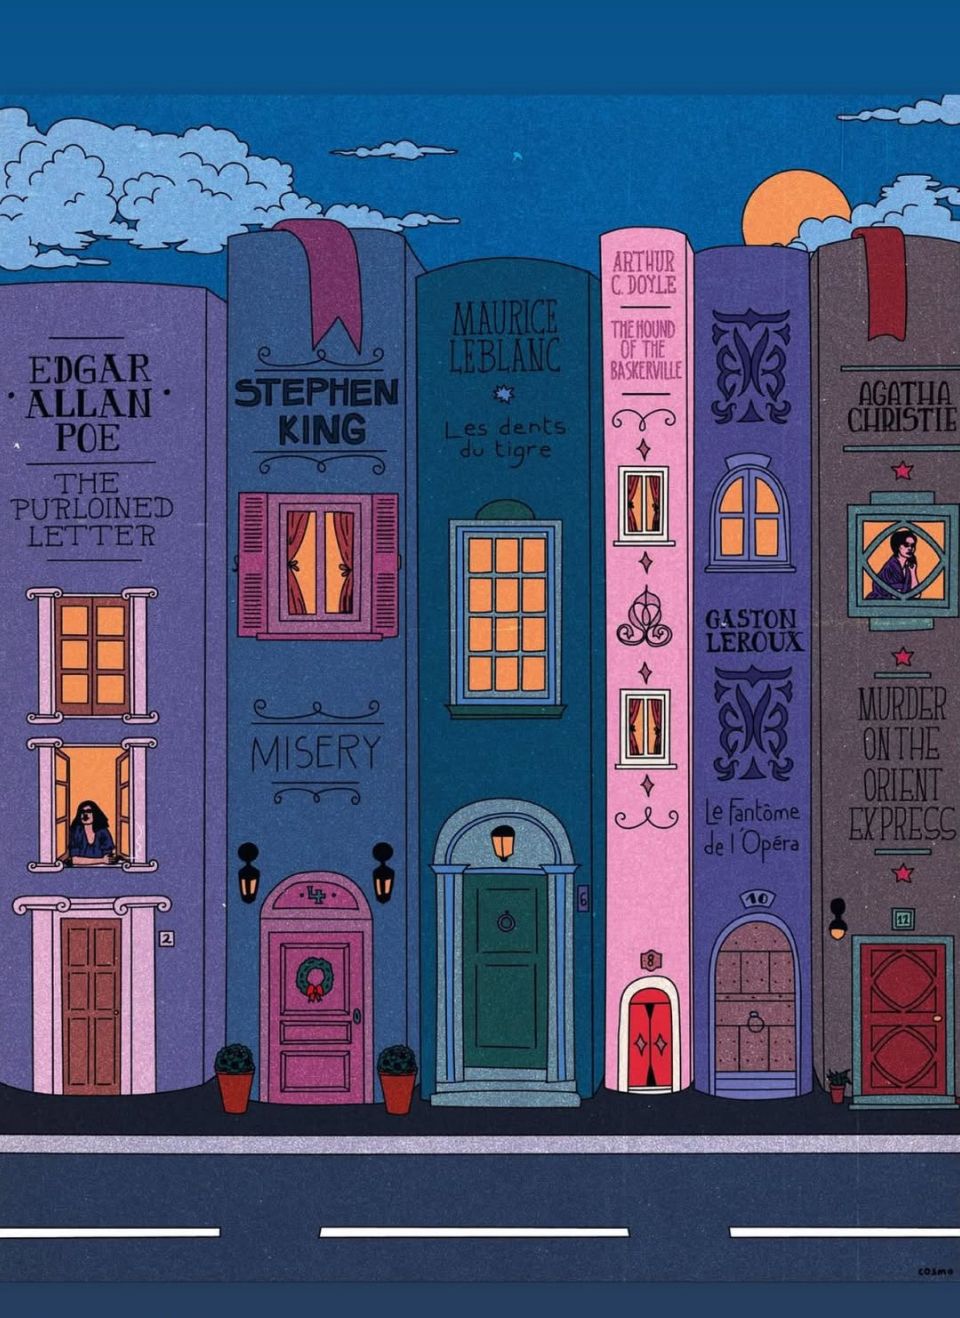 EDGAR
ALLAN
POE
THE
PURLOINED
LETTER
2
STEPHEN
KING
MISERY
4
MAURICE
LEBLANC
Les dents
du tigre
6
ARTHUR
C. DOYLE
THE HOUND
OF THE
BASKERVILLE
8
GASTON
LEROUX
Le Fantôme
de l'Opéra
10
AGATHA
CHRISTIE
MURDER
ON THE
ORIENT
EXPRESS
12
cosmo